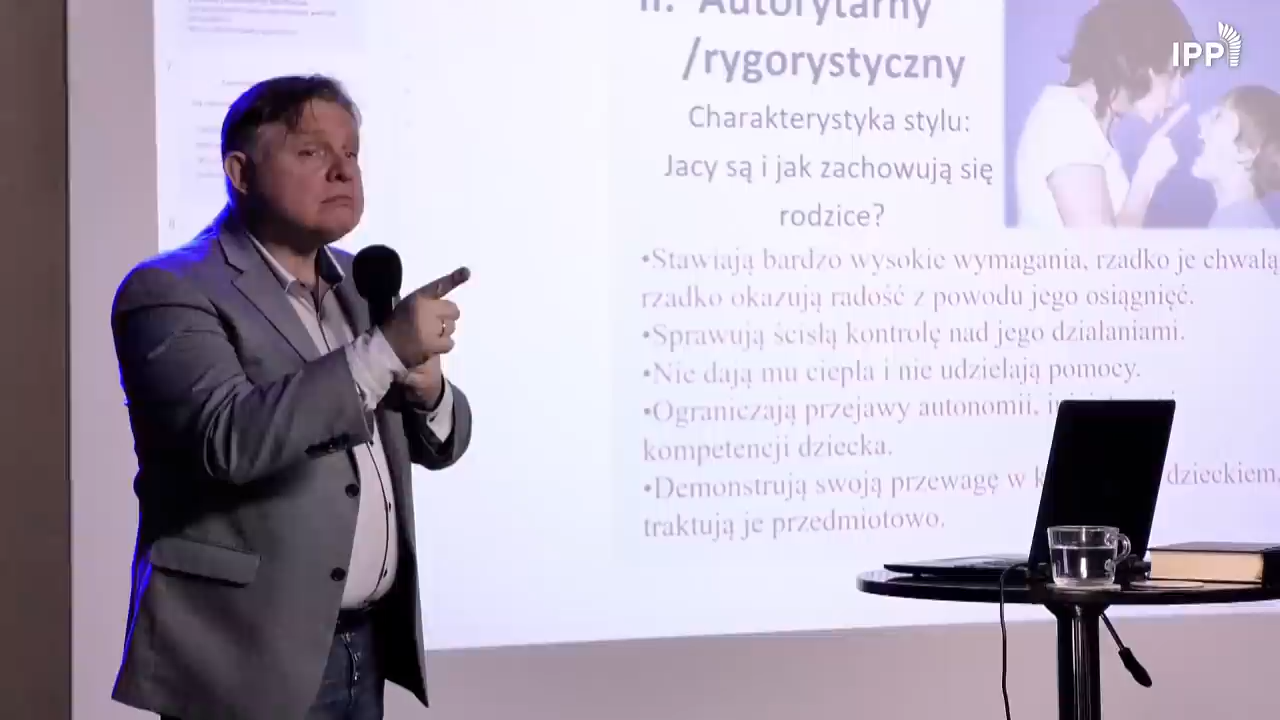 II. Autorytarny
/rygorystyczny
Charakterystyka stylu:
Jacy są i jak zachowują się
rodzice?
•Stawiają bardzo wysokie wymagania, rzadko je chwalą
rzadko okazują radość z powodu jego osiągnięć.
•Sprawują ścisłą kontrolę nad jego działaniami.
•Nie dają mu ciepła i nie udzielają pomocy.
•Ograniczają przejawy autonomii,
kompetencji dziecka.
•Demonstrują swoją przewagę w dzieckiem,
traktują je przedmiotowo.
IPP